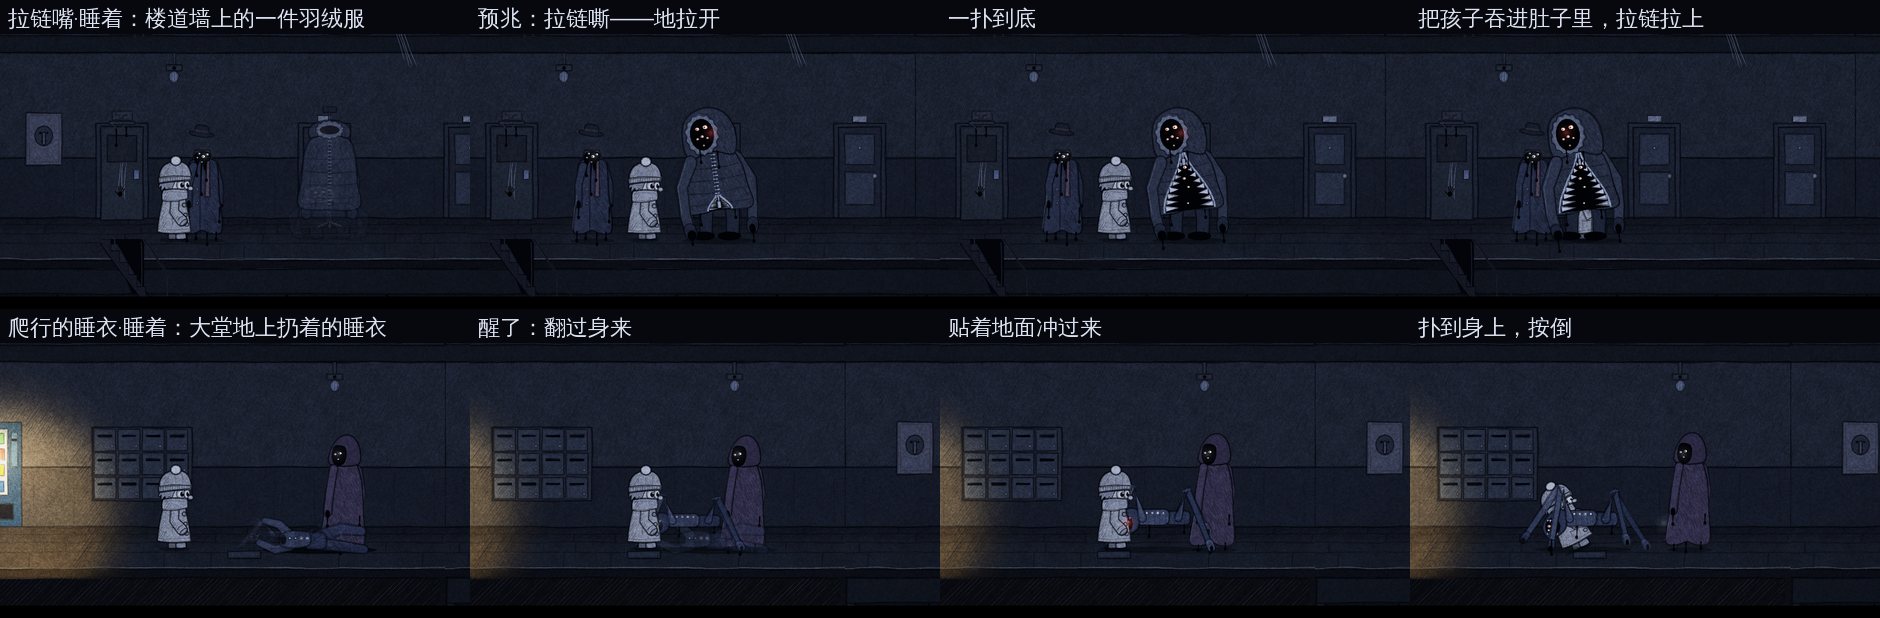 拉链嘴·睡着：楼道墙上的一件羽绒服
预兆：拉链嘶——地拉开
一扑到底
把孩子吞进肚子里，拉链拉上
爬行的睡衣·睡着：大堂地上扔着的睡衣
醒了：翻过身来
贴着地面冲过来
扑到身上，按倒